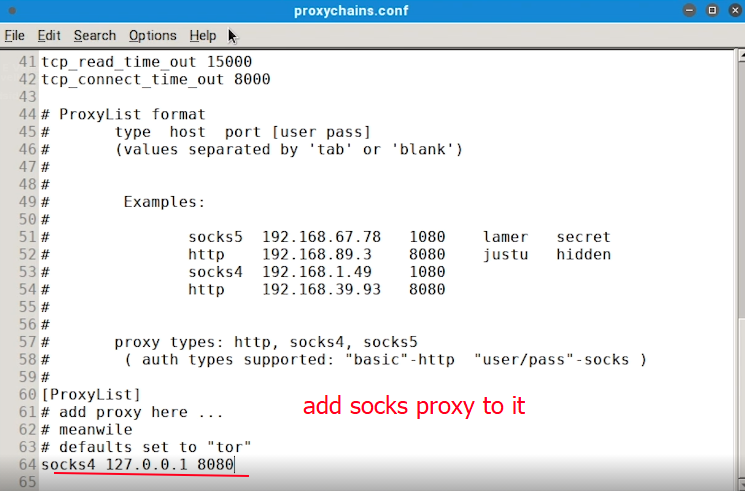 proxychains.conf
File Edit Search Options Help
41 tcp_read_time_out 15000
42 tcp_connect_time_out 8000
43
44 # ProxyList format
45 #       type  host  port [user pass]
46 #       (values separated by 'tab' or 'blank')
47 #
48 #
49 #        Examples:
50 #
51 #               socks5  192.168.67.78   1080    lamer   secret
52 #               http    192.168.89.3    8080    justu   hidden
53 #               socks4  192.168.1.49    1080
54 #               http    192.168.39.93   8080
55 #
56 #
57 #       proxy types: http, socks4, socks5
58 #        ( auth types supported: "basic"-http  "user/pass"-socks )
59 #
60 [ProxyList]
61 # add proxy here ...
add socks proxy to it
62 # meanwile
63 # defaults set to "tor"
64 socks4 127.0.0.1 8080
65